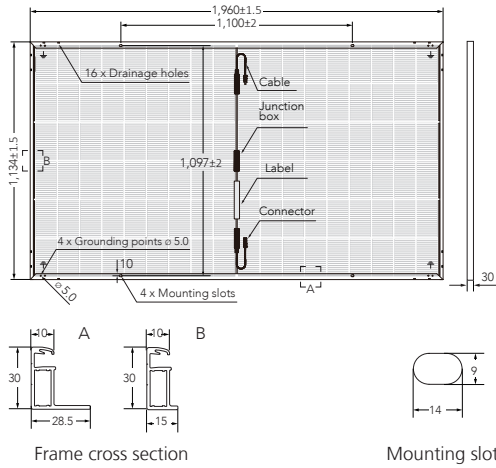 1,960±1.5
1,100±2
16 x Drainage holes
Cable
Junction
box
B
1,134±1.5
1,097±2
Label
Connector
4 x Grounding points ø 5.0
10
ø 5.0
4 x Mounting slots
A
30
10
A
10
B
30
30
9
28.5
15
14
Frame cross section
Mounting slot